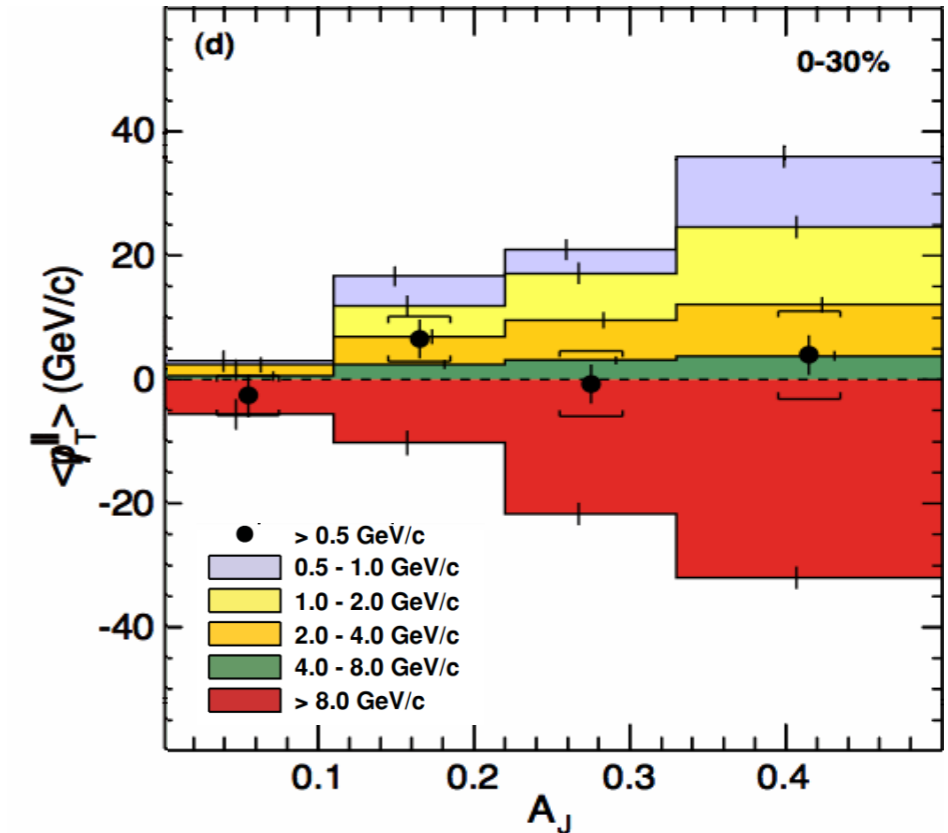 (d)
0-30%
40
20
0
-20
-40
<p̸_T^∥> (GeV/c)
> 0.5 GeV/c
0.5 - 1.0 GeV/c
1.0 - 2.0 GeV/c
2.0 - 4.0 GeV/c
4.0 - 8.0 GeV/c
> 8.0 GeV/c
0.1
0.2
0.3
0.4
A_J